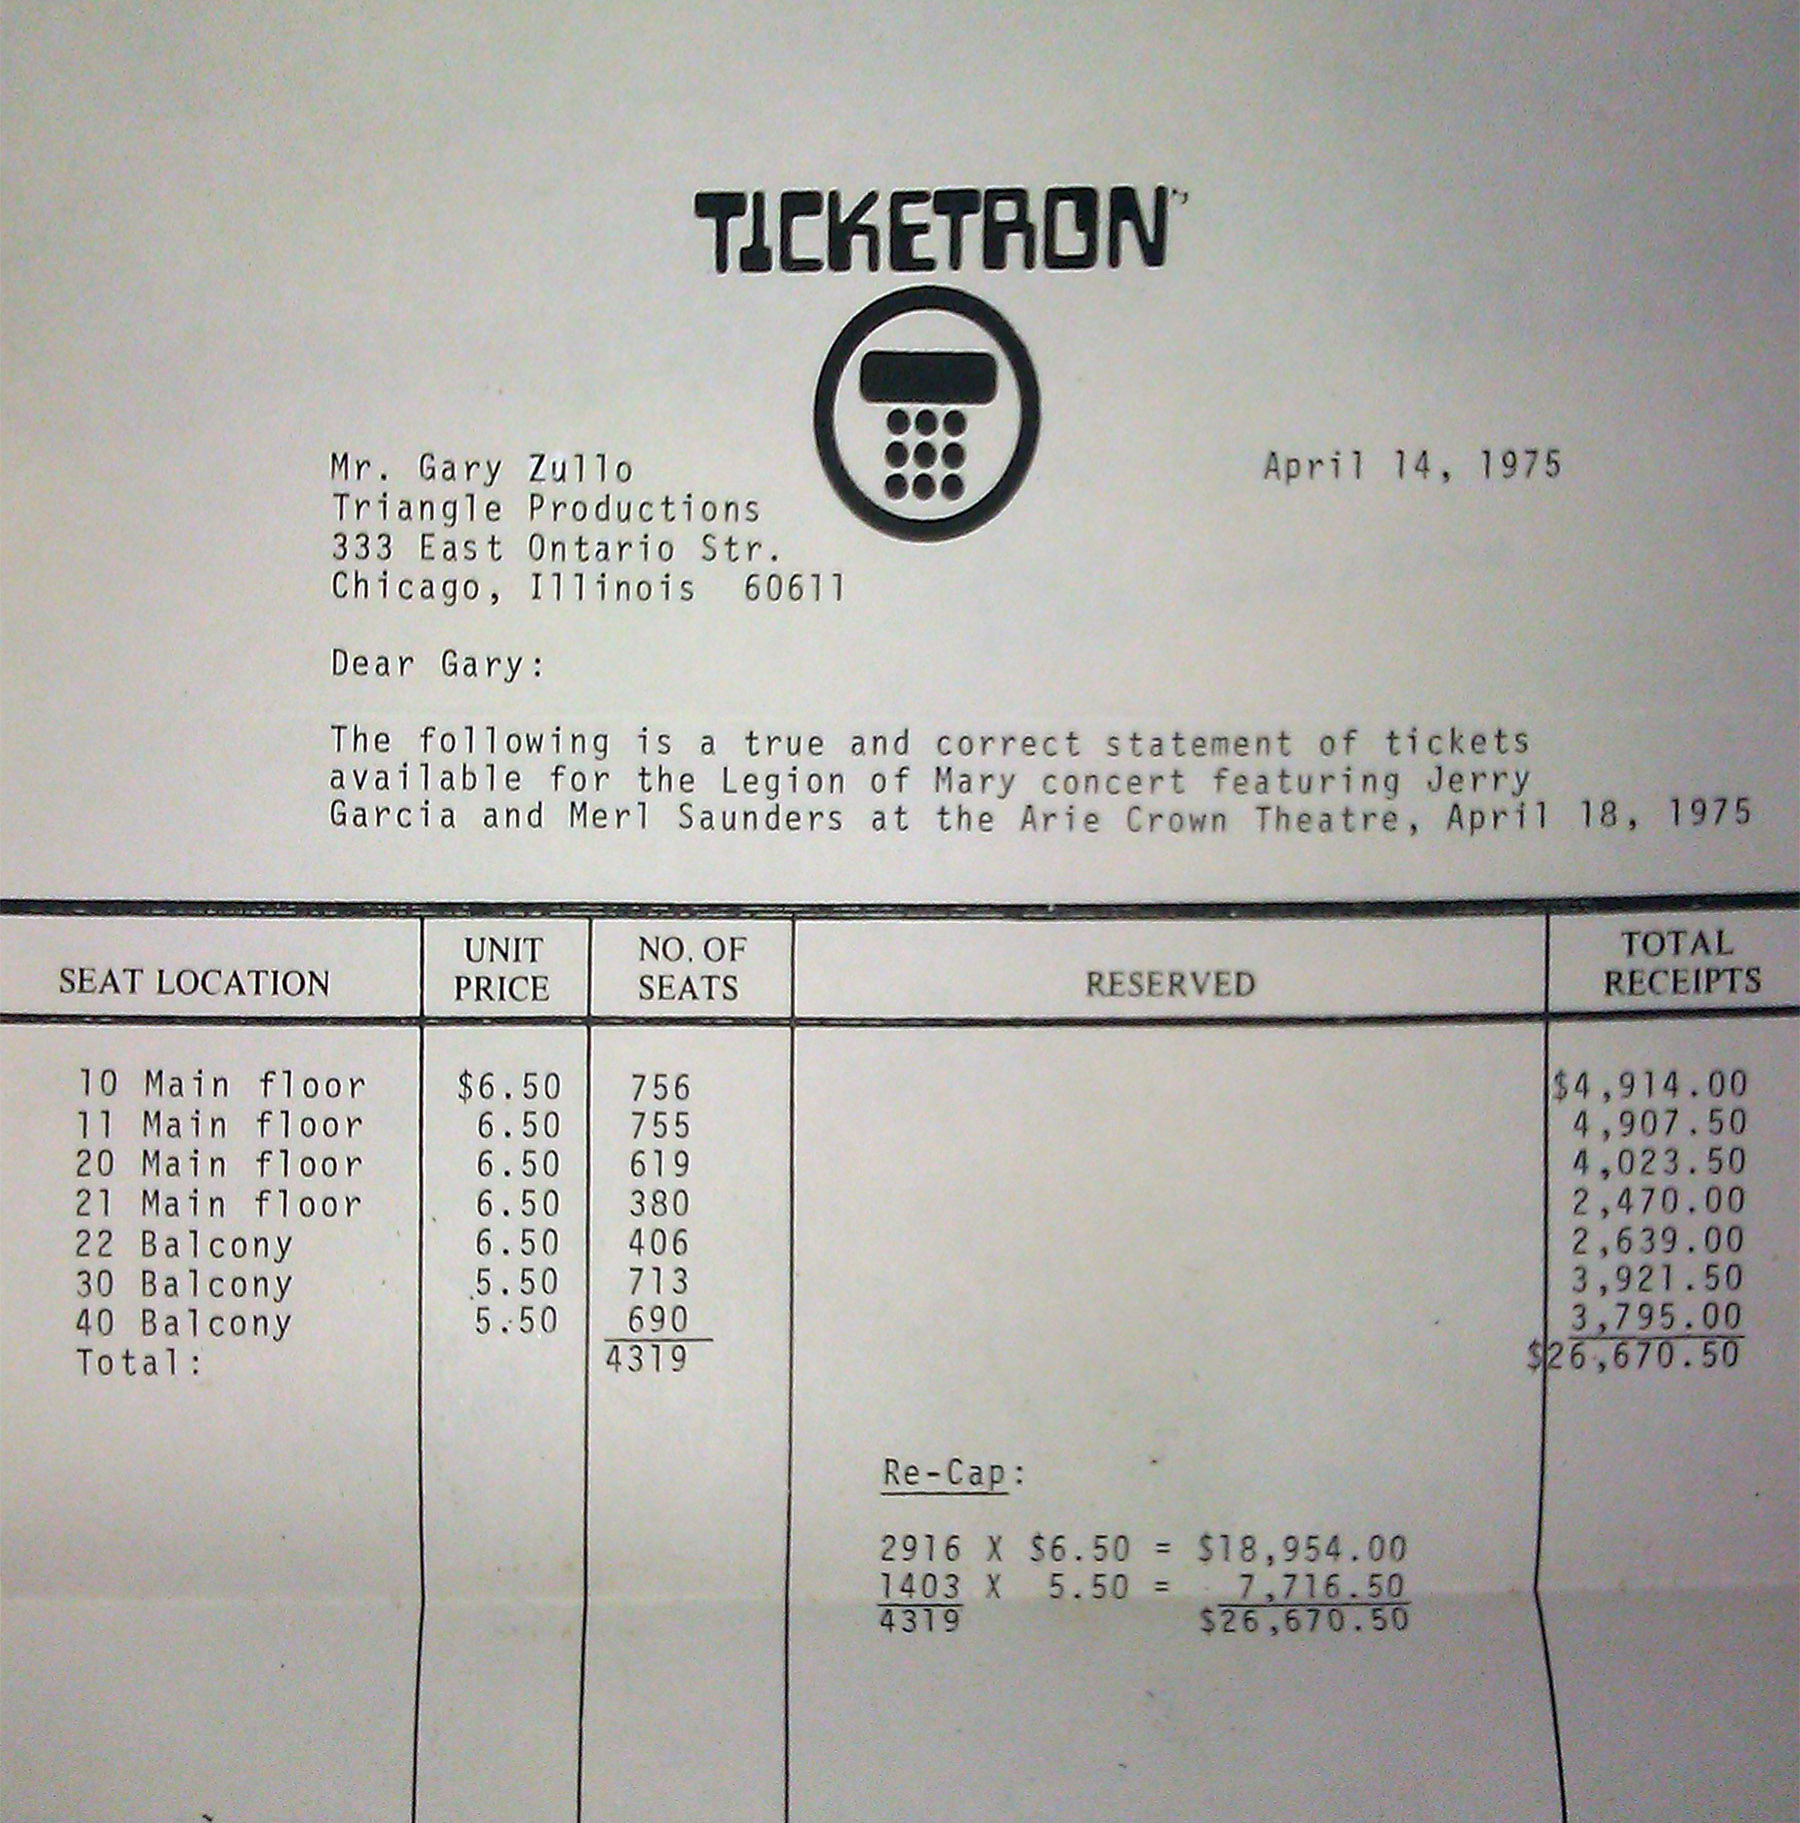 TICKETRON
Mr. Gary Zullo
April 14, 1975
Triangle Productions
333 East Ontario Str.
Chicago, Illinois 60611
Dear Gary:
The following is a true and correct statement of tickets
available for the Legion of Mary concert featuring Jerry
Garcia and Merl Saunders at the Arie Crown Theatre, April 18, 1975
SEAT LOCATION UNIT PRICE NO. OF SEATS RESERVED TOTAL RECEIPTS
10 Main floor $6.50 756 $4,914.00
11 Main floor 6.50 755 4,907.50
20 Main floor 6.50 619 4,023.50
21 Main floor 6.50 380 2,470.00
22 Balcony 6.50 406 2,639.00
30 Balcony 5.50 713 3,921.50
40 Balcony 5.50 690 3,795.00
Total: 4319 $26,670.50
Re-Cap:
2916 X $6.50 = $18,954.00
1403 X 5.50 = 7,716.50
4319 $26,670.50